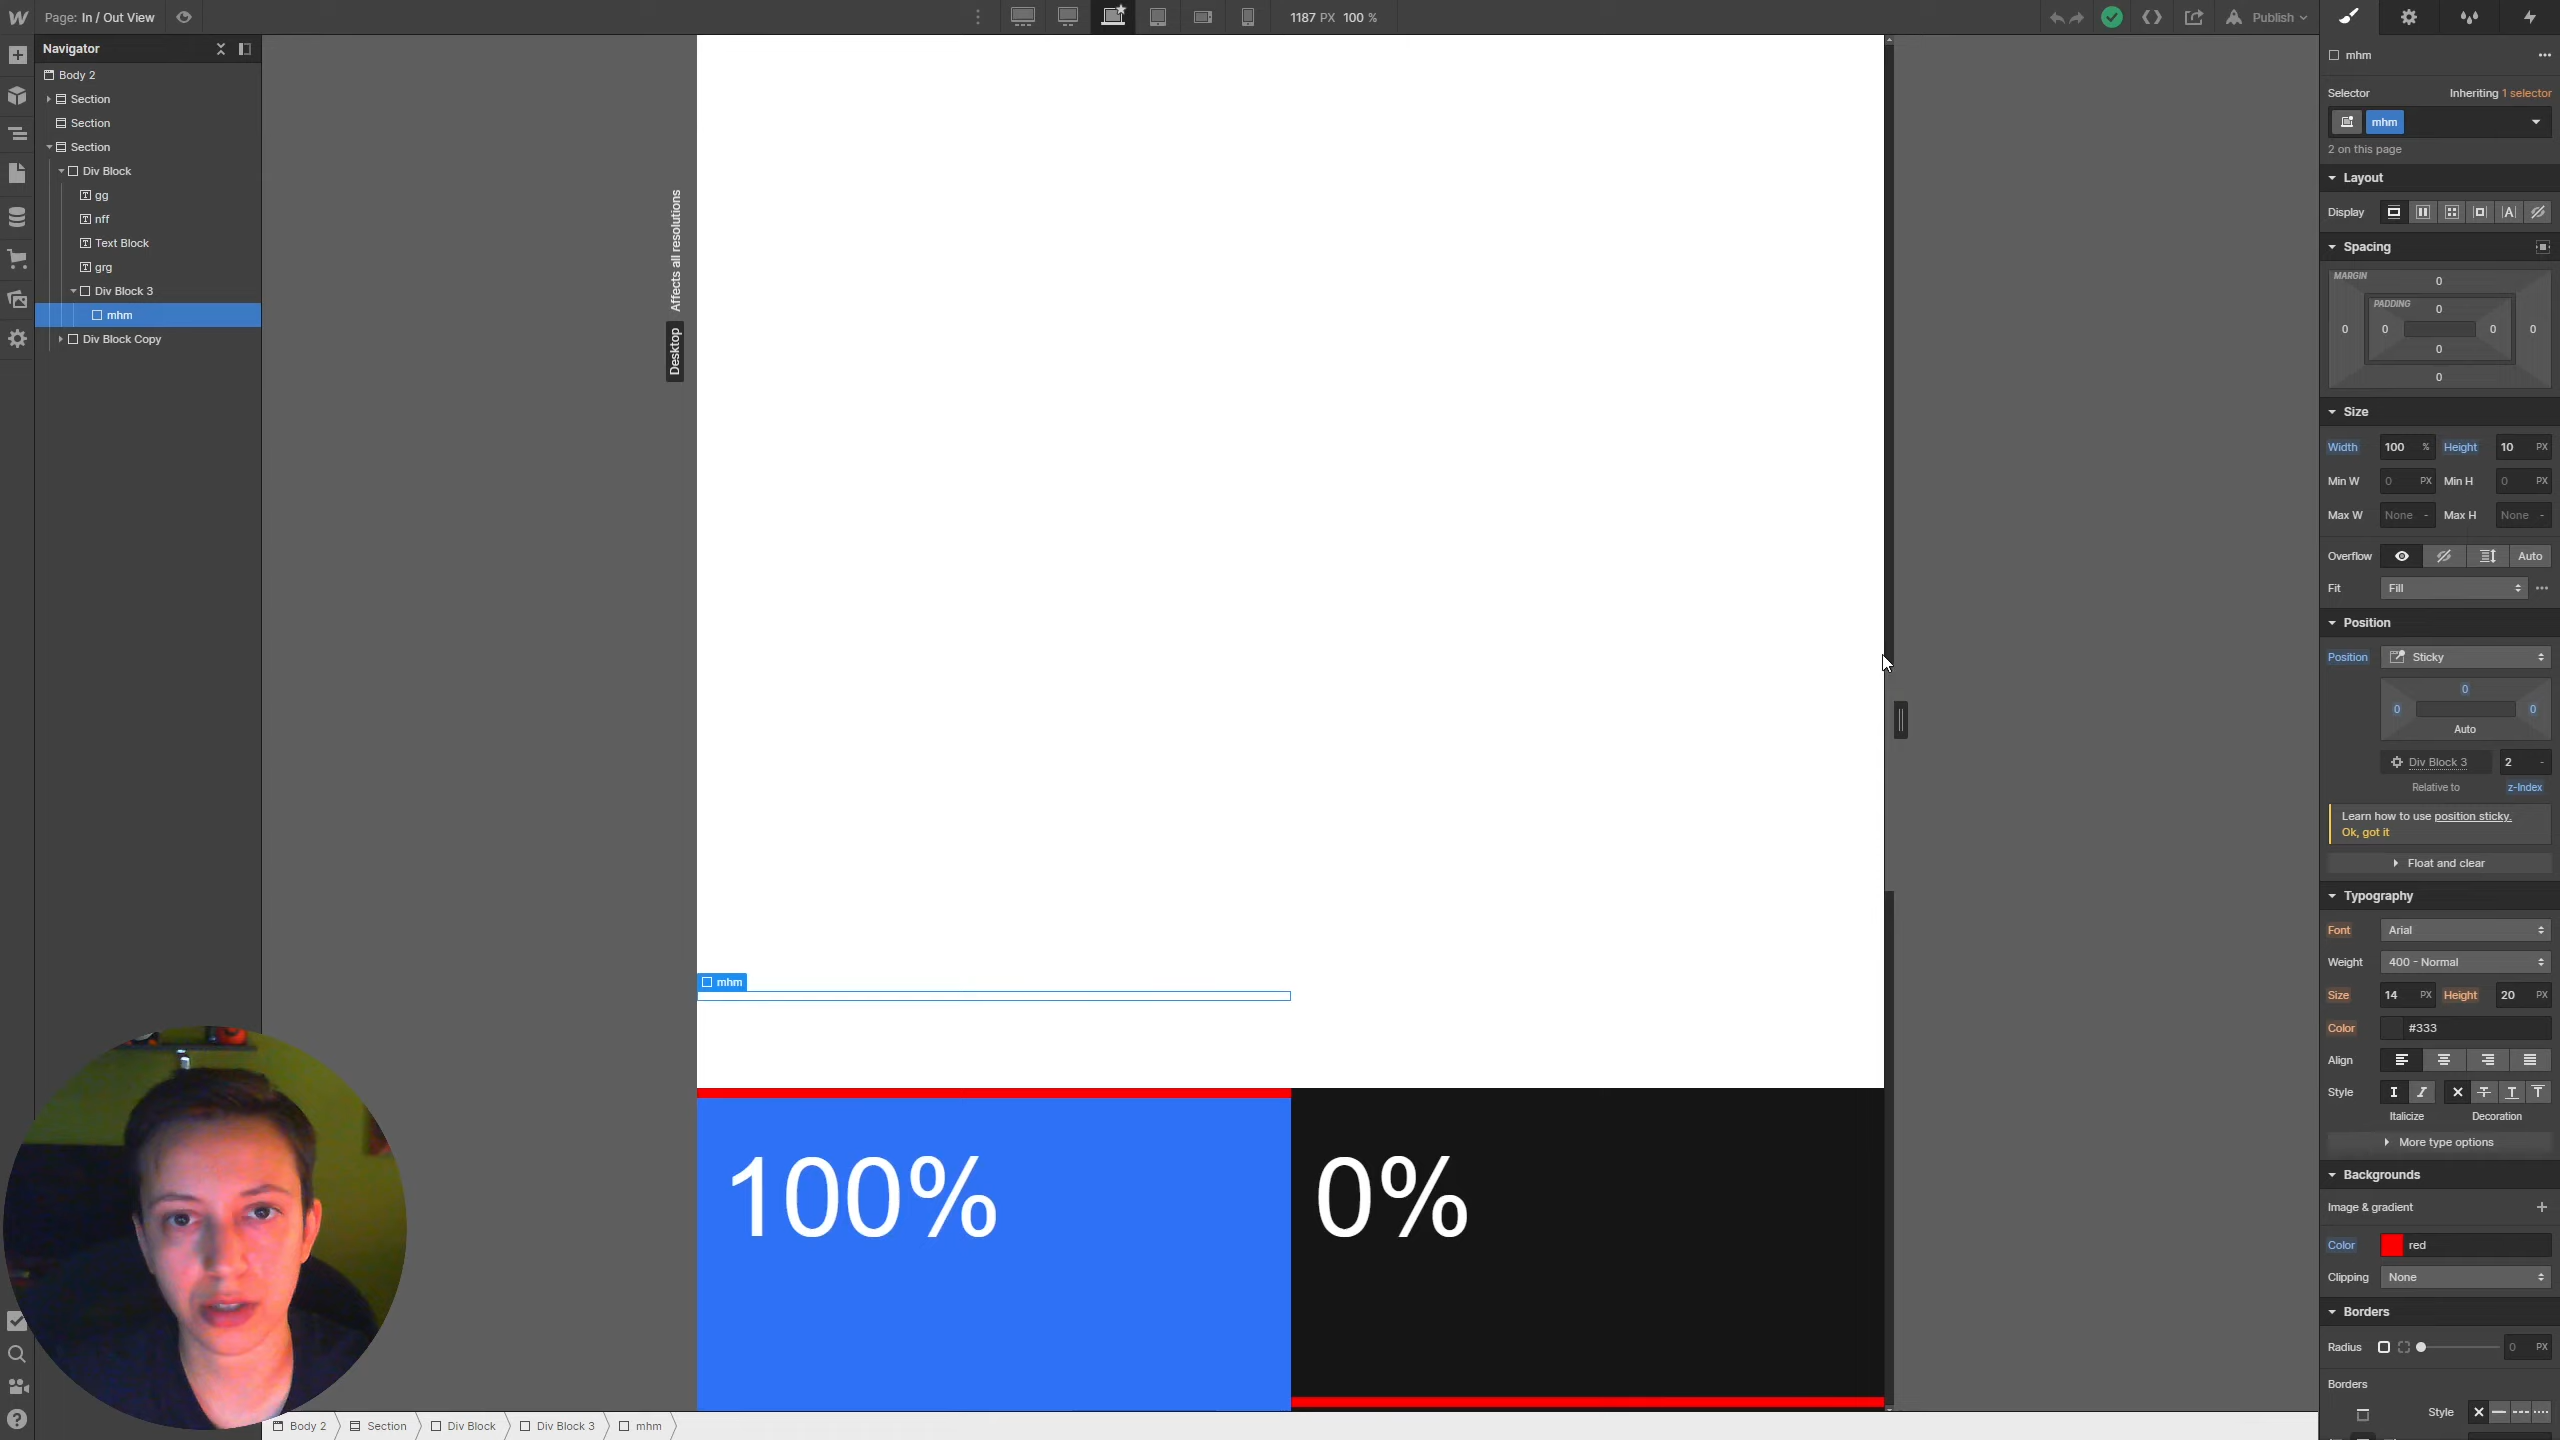 Page: In / Out View
1187 PX 100 %
Publish
Navigator
Body 2
Section
Section
Section
Div Block
gg
nff
Text Block
grg
Div Block 3
mhm
Div Block Copy
Affects all resolutions
Desktop
mhm
100%
0%
Body 2
Section
Div Block
Div Block 3
mhm
mhm
Selector
Inheriting 1 selector
mhm
2 on this page
Layout
Display
Spacing
MARGIN
0
PADDING
0
0 0 0 0
0
0
Size
Width 100 % Height 10 PX
Min W 0 PX Min H 0 PX
Max W None - Max H None -
Overflow Auto
Fit Fill
Position
Position Sticky
0
0 0
Auto
Div Block 3 2 -
Relative to z-Index
Learn how to use position sticky.
Ok, got it
Float and clear
Typography
Font Arial
Weight 400 - Normal
Size 14 PX Height 20 PX
Color #333
Align
Style
Italicize Decoration
More type options
Backgrounds
Image & gradient
Color red
Clipping None
Borders
Radius 0 PX
Borders
Style